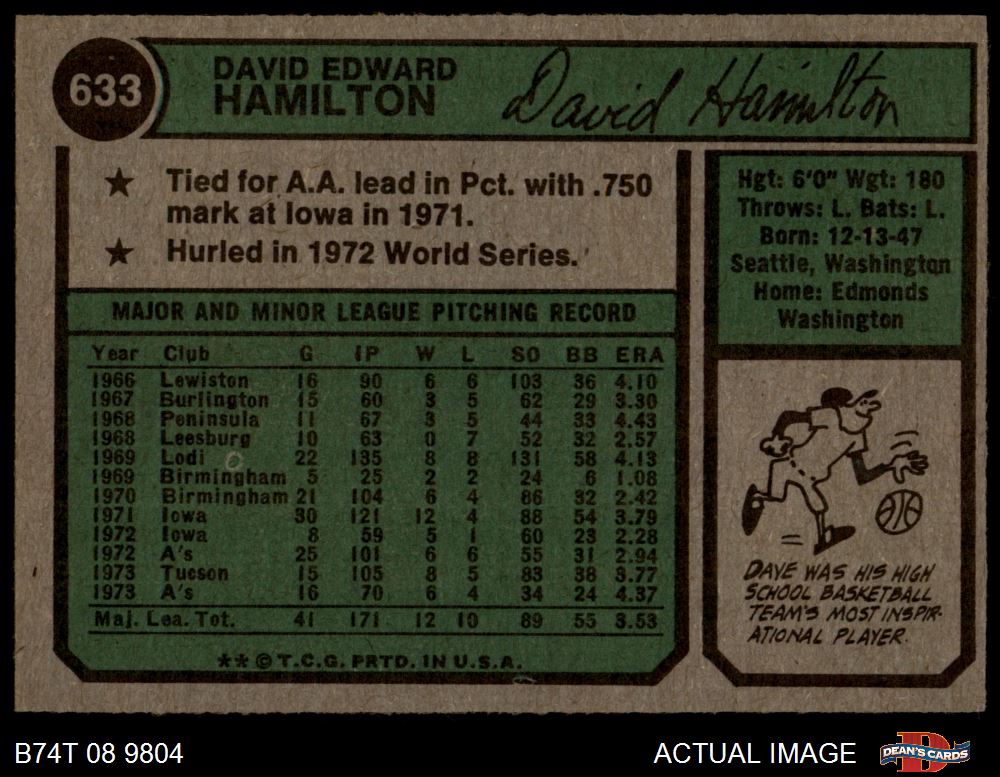 633
DAVID EDWARD
HAMILTON
David Hamilton
★ Tied for A.A. lead in Pct. with .750
mark at Iowa in 1971.
★ Hurled in 1972 World Series.
MAJOR AND MINOR LEAGUE PITCHING RECORD
Year Club G IP W L SO BB ERA
1966 Lewiston 16 90 6 6 103 36 4.10
1967 Burlington 15 60 3 5 62 29 3.30
1968 Peninsula 11 67 3 5 44 33 4.43
1968 Leesburg 10 63 0 7 52 32 2.57
1969 Lodi 22 135 8 8 131 58 4.13
1969 Birmingham 5 25 2 2 24 6 1.08
1970 Birmingham 21 104 6 4 86 32 2.42
1971 Iowa 30 121 12 4 88 54 3.79
1972 Iowa 8 59 5 1 60 23 2.28
1972 A's 25 101 6 6 55 31 2.94
1973 Tucson 15 105 8 5 83 38 3.77
1973 A's 16 70 6 4 34 24 4.37
Maj. Lea. Tot. 41 171 12 10 89 55 3.53
** © T.C.G. PRTD. IN U.S.A.
Hgt: 6'0" Wgt: 180
Throws: L. Bats: L.
Born: 12-13-47
Seattle, Washington
Home: Edmonds
Washington
DAVE WAS HIS HIGH
SCHOOL BASKETBALL
TEAM'S MOST INSPIR-
ATIONAL PLAYER.
B74T 08 9804
ACTUAL IMAGE
DEAN'S CARDS